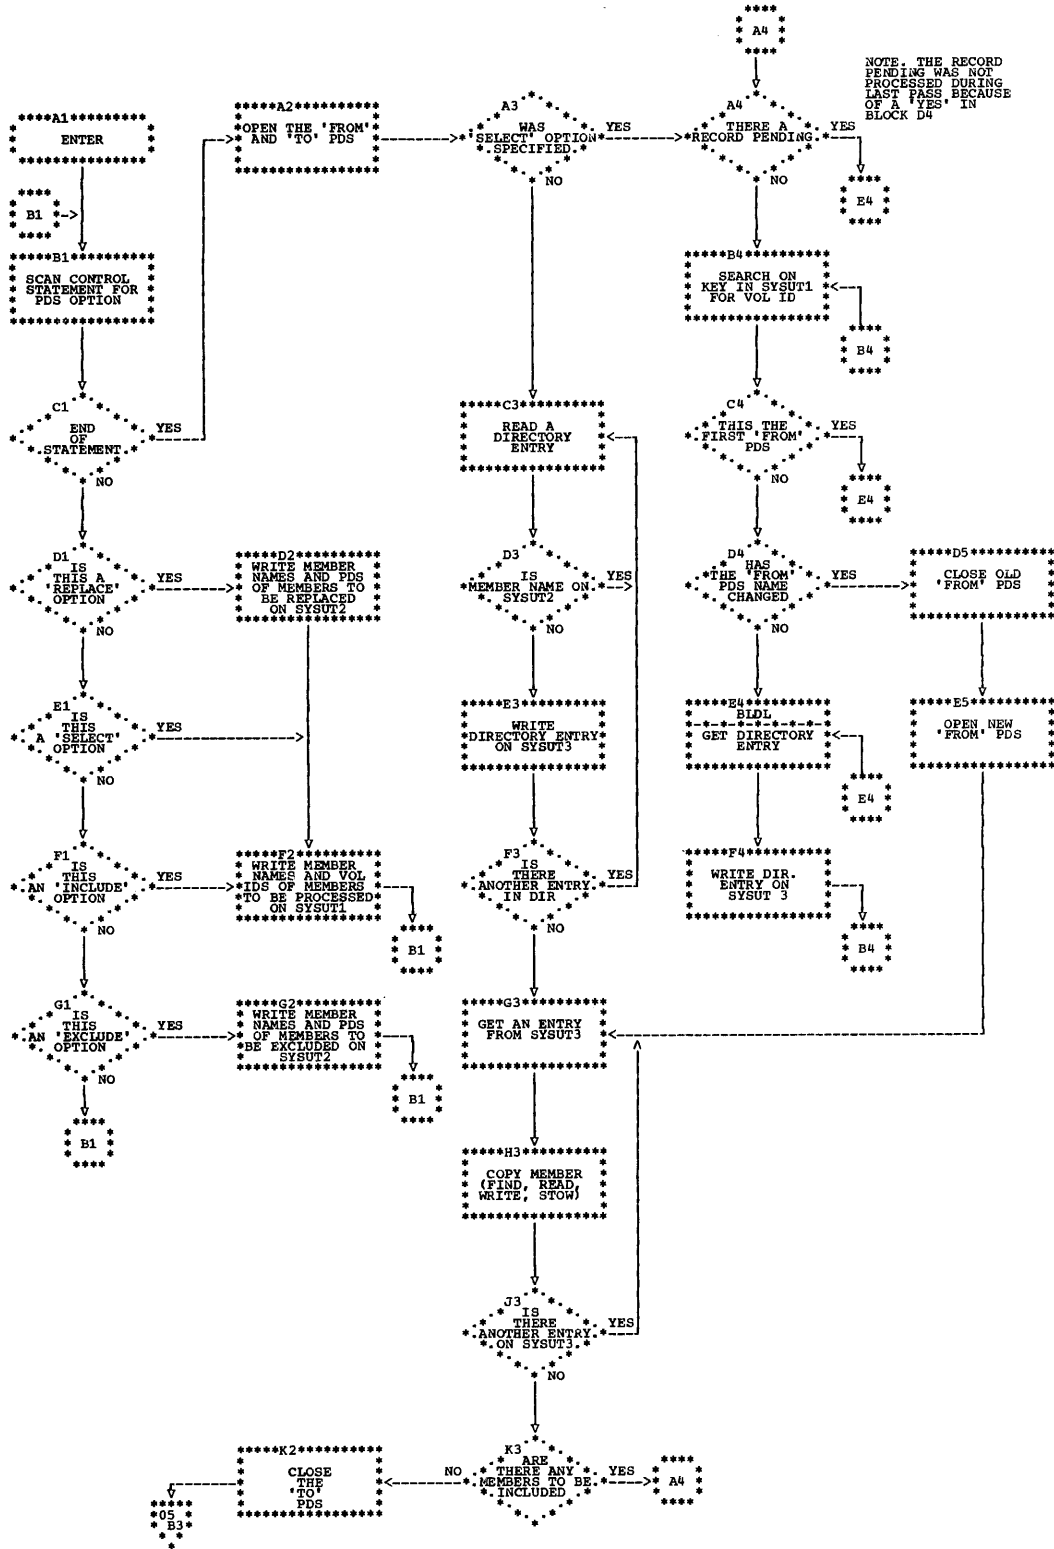 A4
NOTE. THE RECORD
PENDING WAS NOT
PROCESSED DURING
LAST PASS BECAUSE
OF A 'YES' IN
BLOCK D4
A1
ENTER
A2
OPEN THE 'FROM'
AND 'TO' PDS
A3
WAS
'SELECT' OPTION
SPECIFIED
YES
NO
A4
THERE A
RECORD PENDING
YES
NO
E4
B1
B1
SCAN CONTROL
STATEMENT FOR
PDS OPTION
B4
SEARCH ON
KEY IN SYSUT1
FOR VOL ID
B4
C1
END
OF
STATEMENT
YES
NO
C3
READ A
DIRECTORY
ENTRY
C4
THIS THE
FIRST 'FROM'
PDS
YES
NO
E4
D1
IS
THIS A
'REPLACE'
OPTION
YES
NO
D2
WRITE MEMBER
NAMES AND PDS
OF MEMBERS TO
BE REPLACED
ON SYSUT2
D3
IS
MEMBER NAME ON
SYSUT2
YES
NO
D4
HAS
THE 'FROM'
PDS NAME
CHANGED
YES
NO
D5
CLOSE OLD
'FROM' PDS
E1
IS
THIS
A 'SELECT'
OPTION
YES
NO
E3
WRITE
DIRECTORY ENTRY
ON SYSUT3
E4
BLDL
GET DIRECTORY
ENTRY
E4
E5
OPEN NEW
'FROM' PDS
F1
IS
THIS
AN 'INCLUDE'
OPTION
YES
NO
F2
WRITE MEMBER
NAMES AND VOL
IDS OF MEMBERS
TO BE PROCESSED
ON SYSUT1
B1
F3
IS
THERE
ANOTHER ENTRY
IN DIR
YES
NO
F4
WRITE DIR.
ENTRY ON
SYSUT 3
B4
G1
IS
THIS
AN 'EXCLUDE'
OPTION
YES
NO
B1
G2
WRITE MEMBER
NAMES AND PDS
OF MEMBERS TO
BE EXCLUDED ON
SYSUT2
B1
G3
GET AN ENTRY
FROM SYSUT3
H3
COPY MEMBER
(FIND, READ,
WRITE, STOW)
J3
IS
THERE
ANOTHER ENTRY
ON SYSUT3
YES
NO
K2
CLOSE
THE
'TO'
PDS
K3
ARE
THERE ANY
MEMBERS TO BE
INCLUDED
NO
YES
A4
05
B3